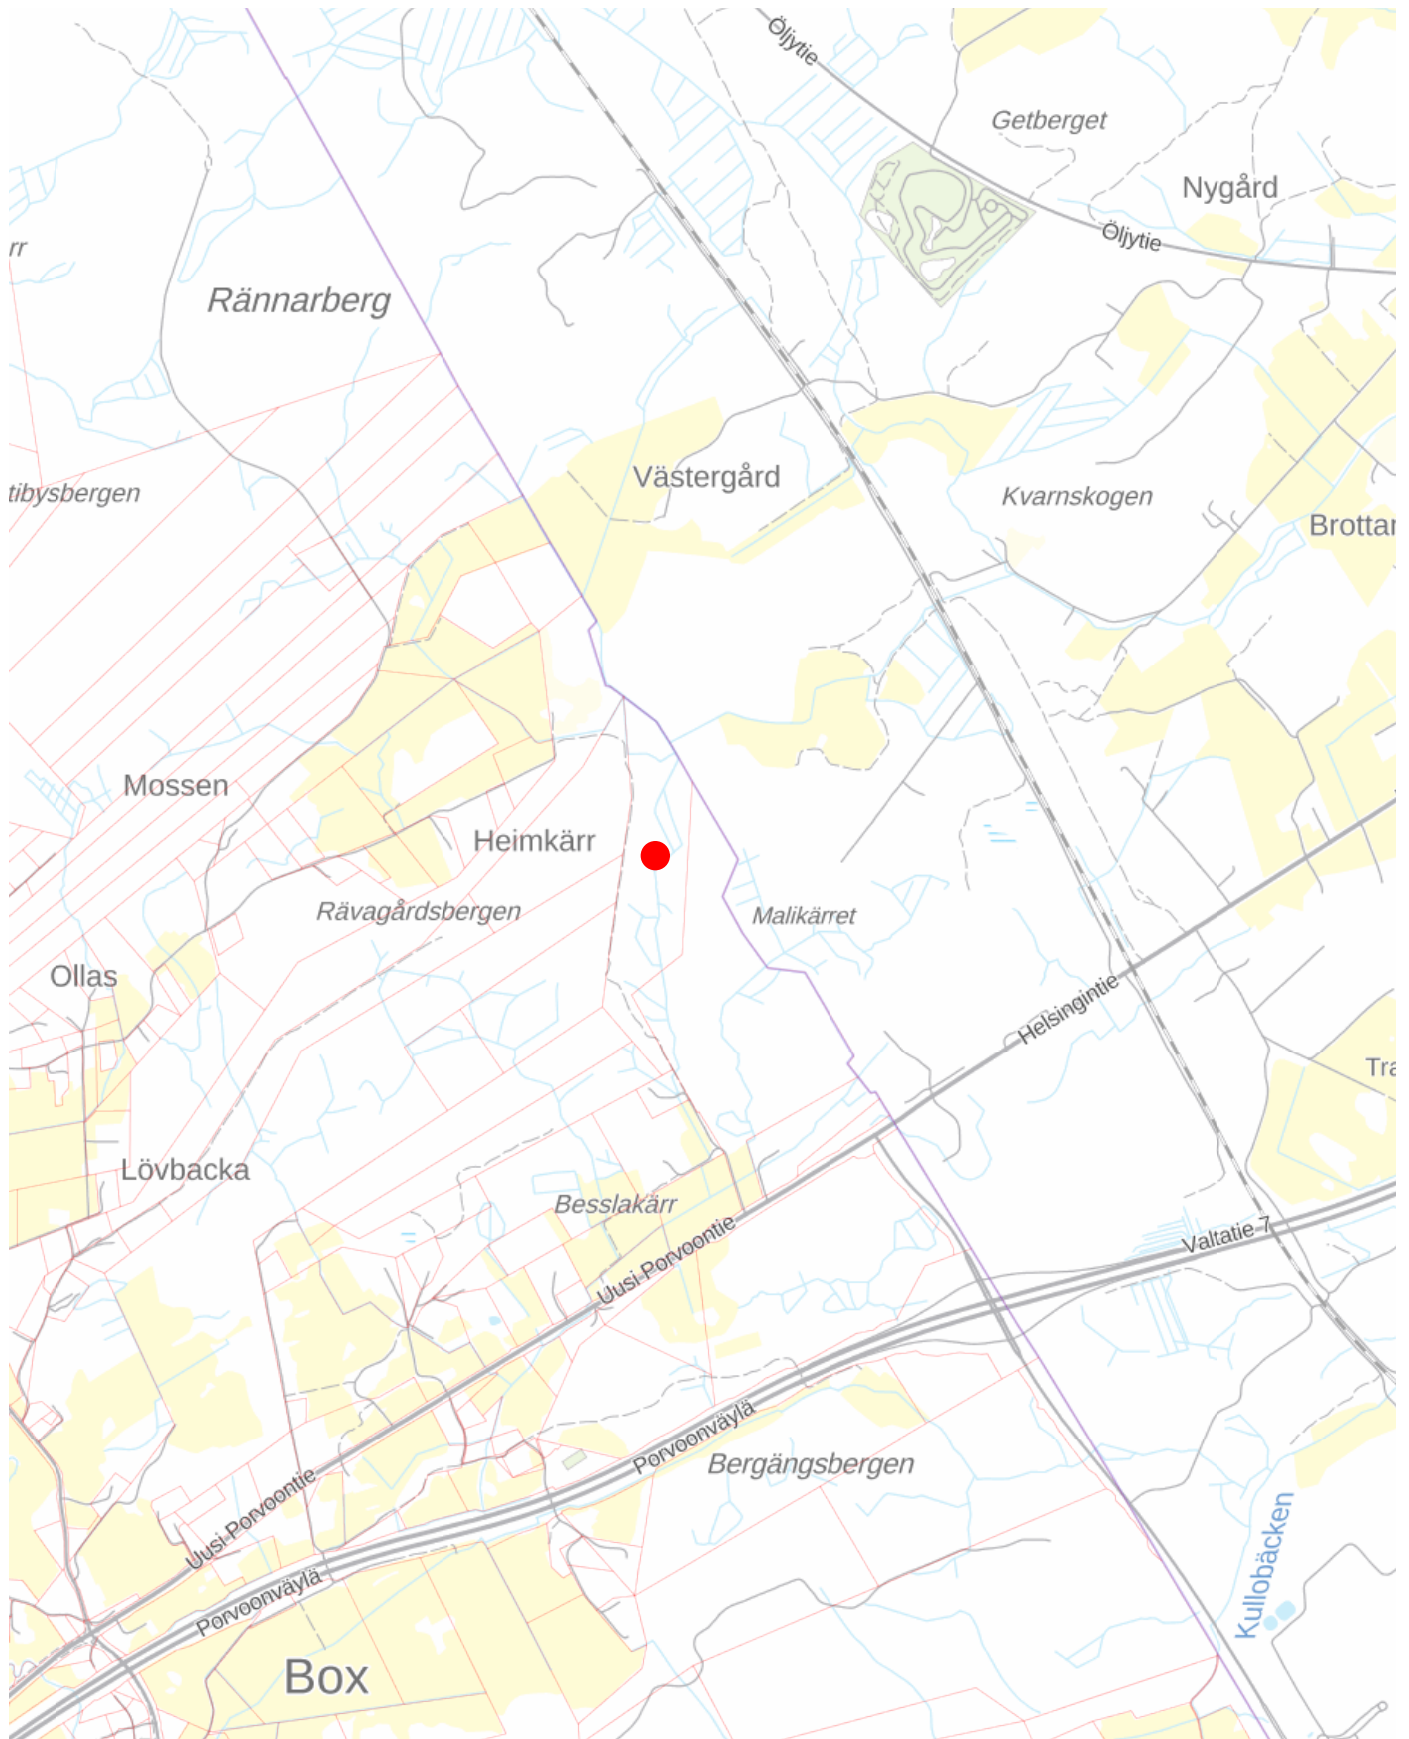 Öljytie
Getberget
Nygård
Öljytie
rr
Rännarberg
Västergård
tibysbergen
Kvarnskogen
Brottar
Mossen
Heimkärr
Rävagårdsbergen
Malikärret
Ollas
Helsingintie
Tra
Lövbacka
Besslakärr
Valtatie 7
Uusi Porvoontie
Porvoonväylä
Bergängsbergen
Uusi Porvoontie
Kullobäcken
Porvoonväylä
Box